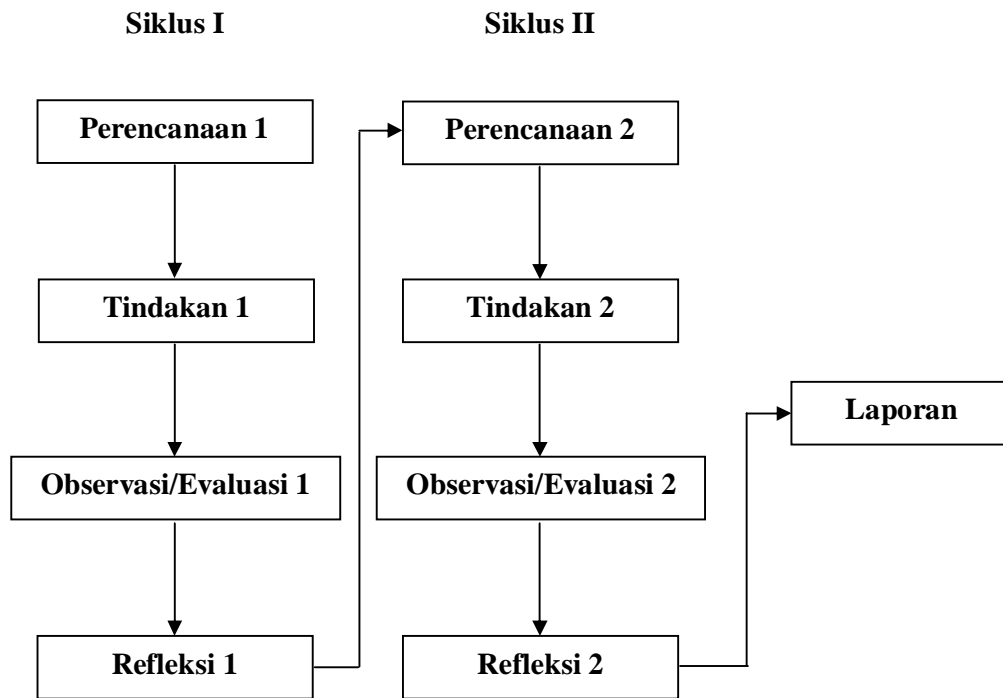 Siklus I
Siklus II
Perencanaan 1
Perencanaan 2
Tindakan 1
Tindakan 2
Laporan
Observasi/Evaluasi 1
Observasi/Evaluasi 2
Refleksi 1
Refleksi 2